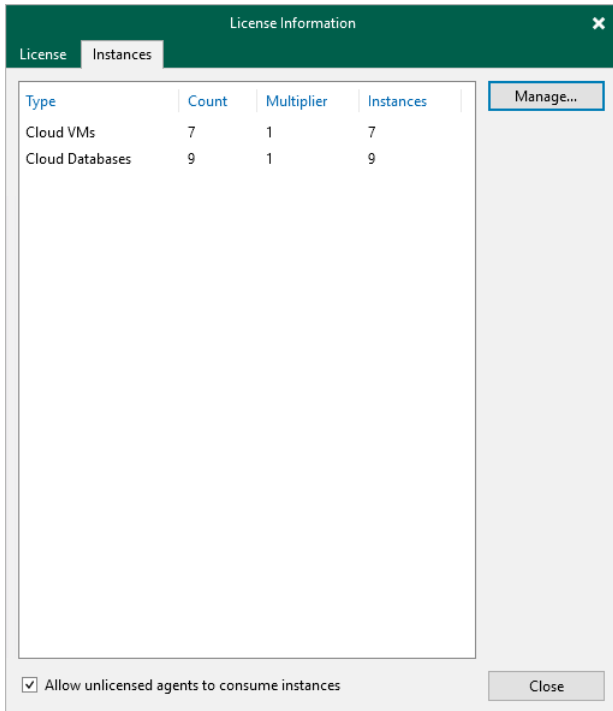 License Information
License Instances
Type Count Multiplier Instances Manage...
Cloud VMs 7 1 7
Cloud Databases 9 1 9
Allow unlicensed agents to consume instances Close